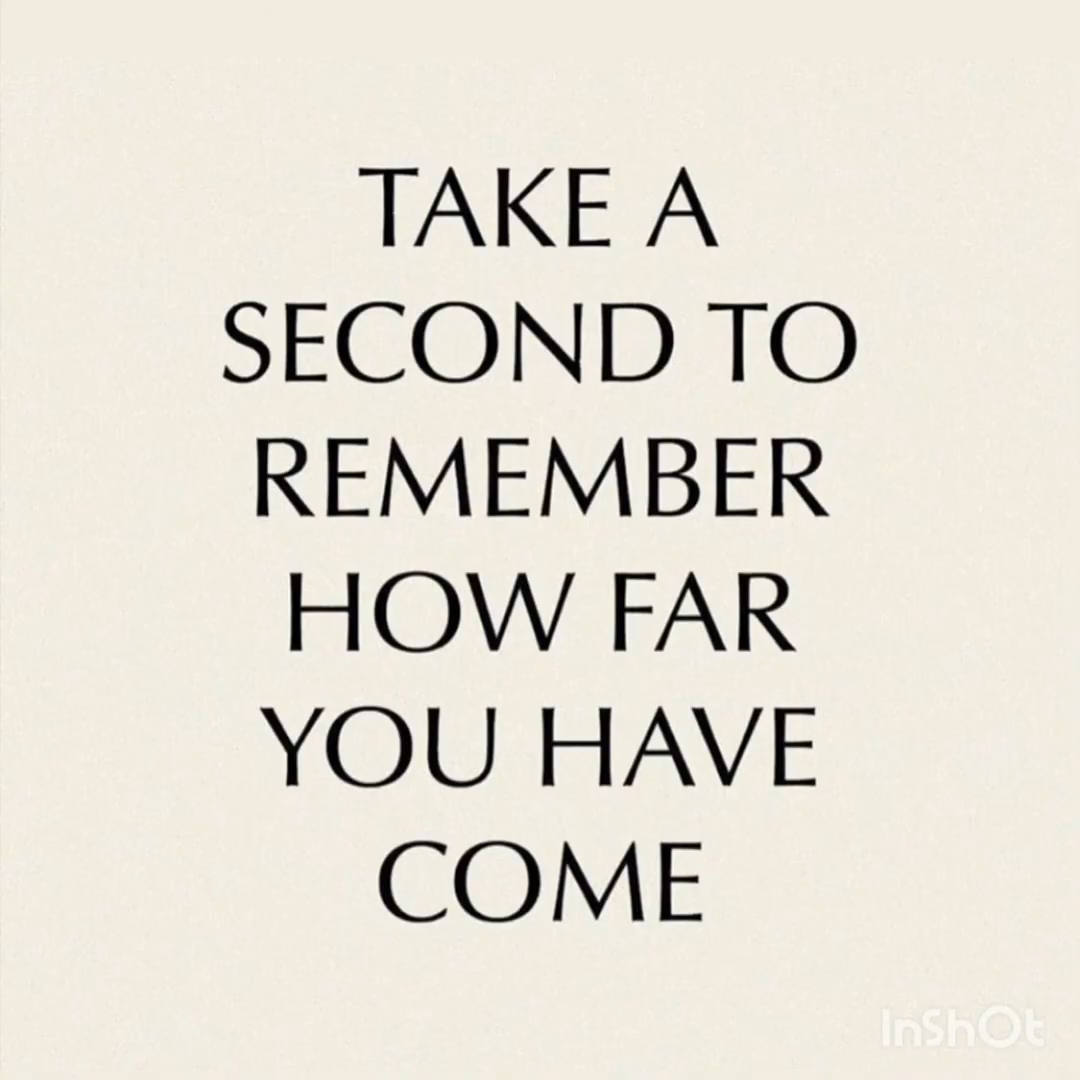 TAKE A
SECOND TO
REMEMBER
HOW FAR
YOU HAVE
COME
InShOt